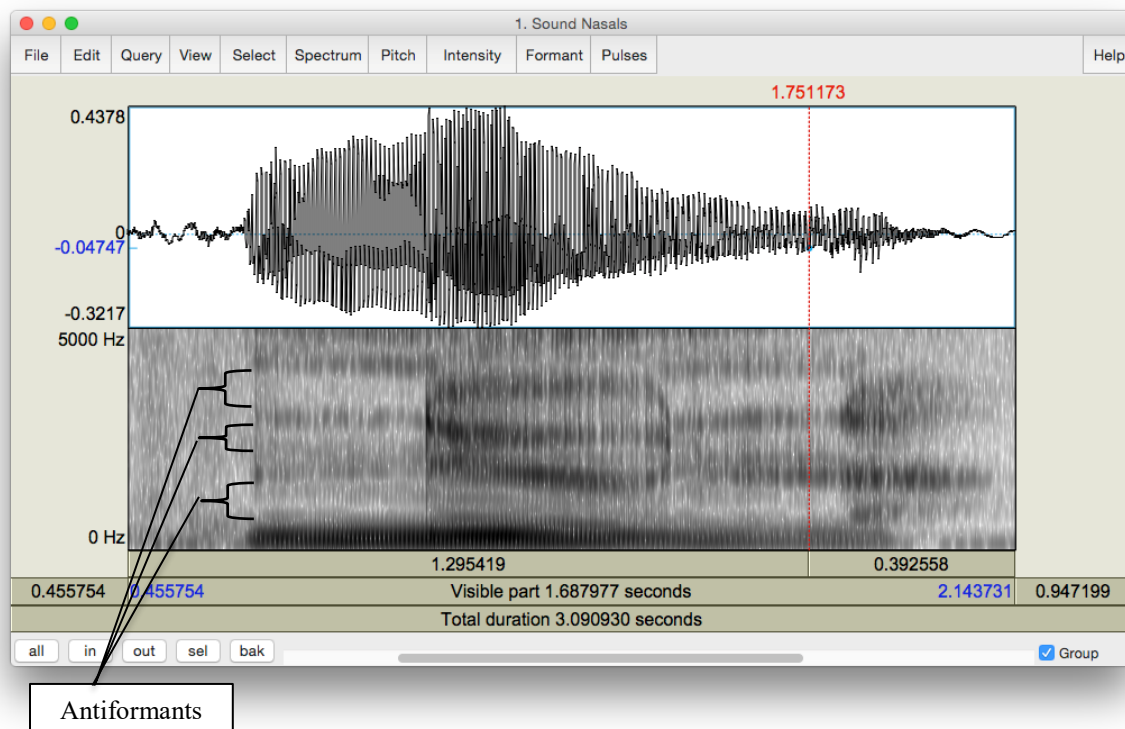 1. Sound Nasals
File Edit Query View Select Spectrum Pitch Intensity Formant Pulses Help
1.751173
0.4378
0
-0.04747
-0.3217
5000 Hz
0 Hz
1.295419 0.392558
0.455754 0.455754 Visible part 1.687977 seconds 2.143731 0.947199
Total duration 3.090930 seconds
all in out sel bak Group
Antiformants